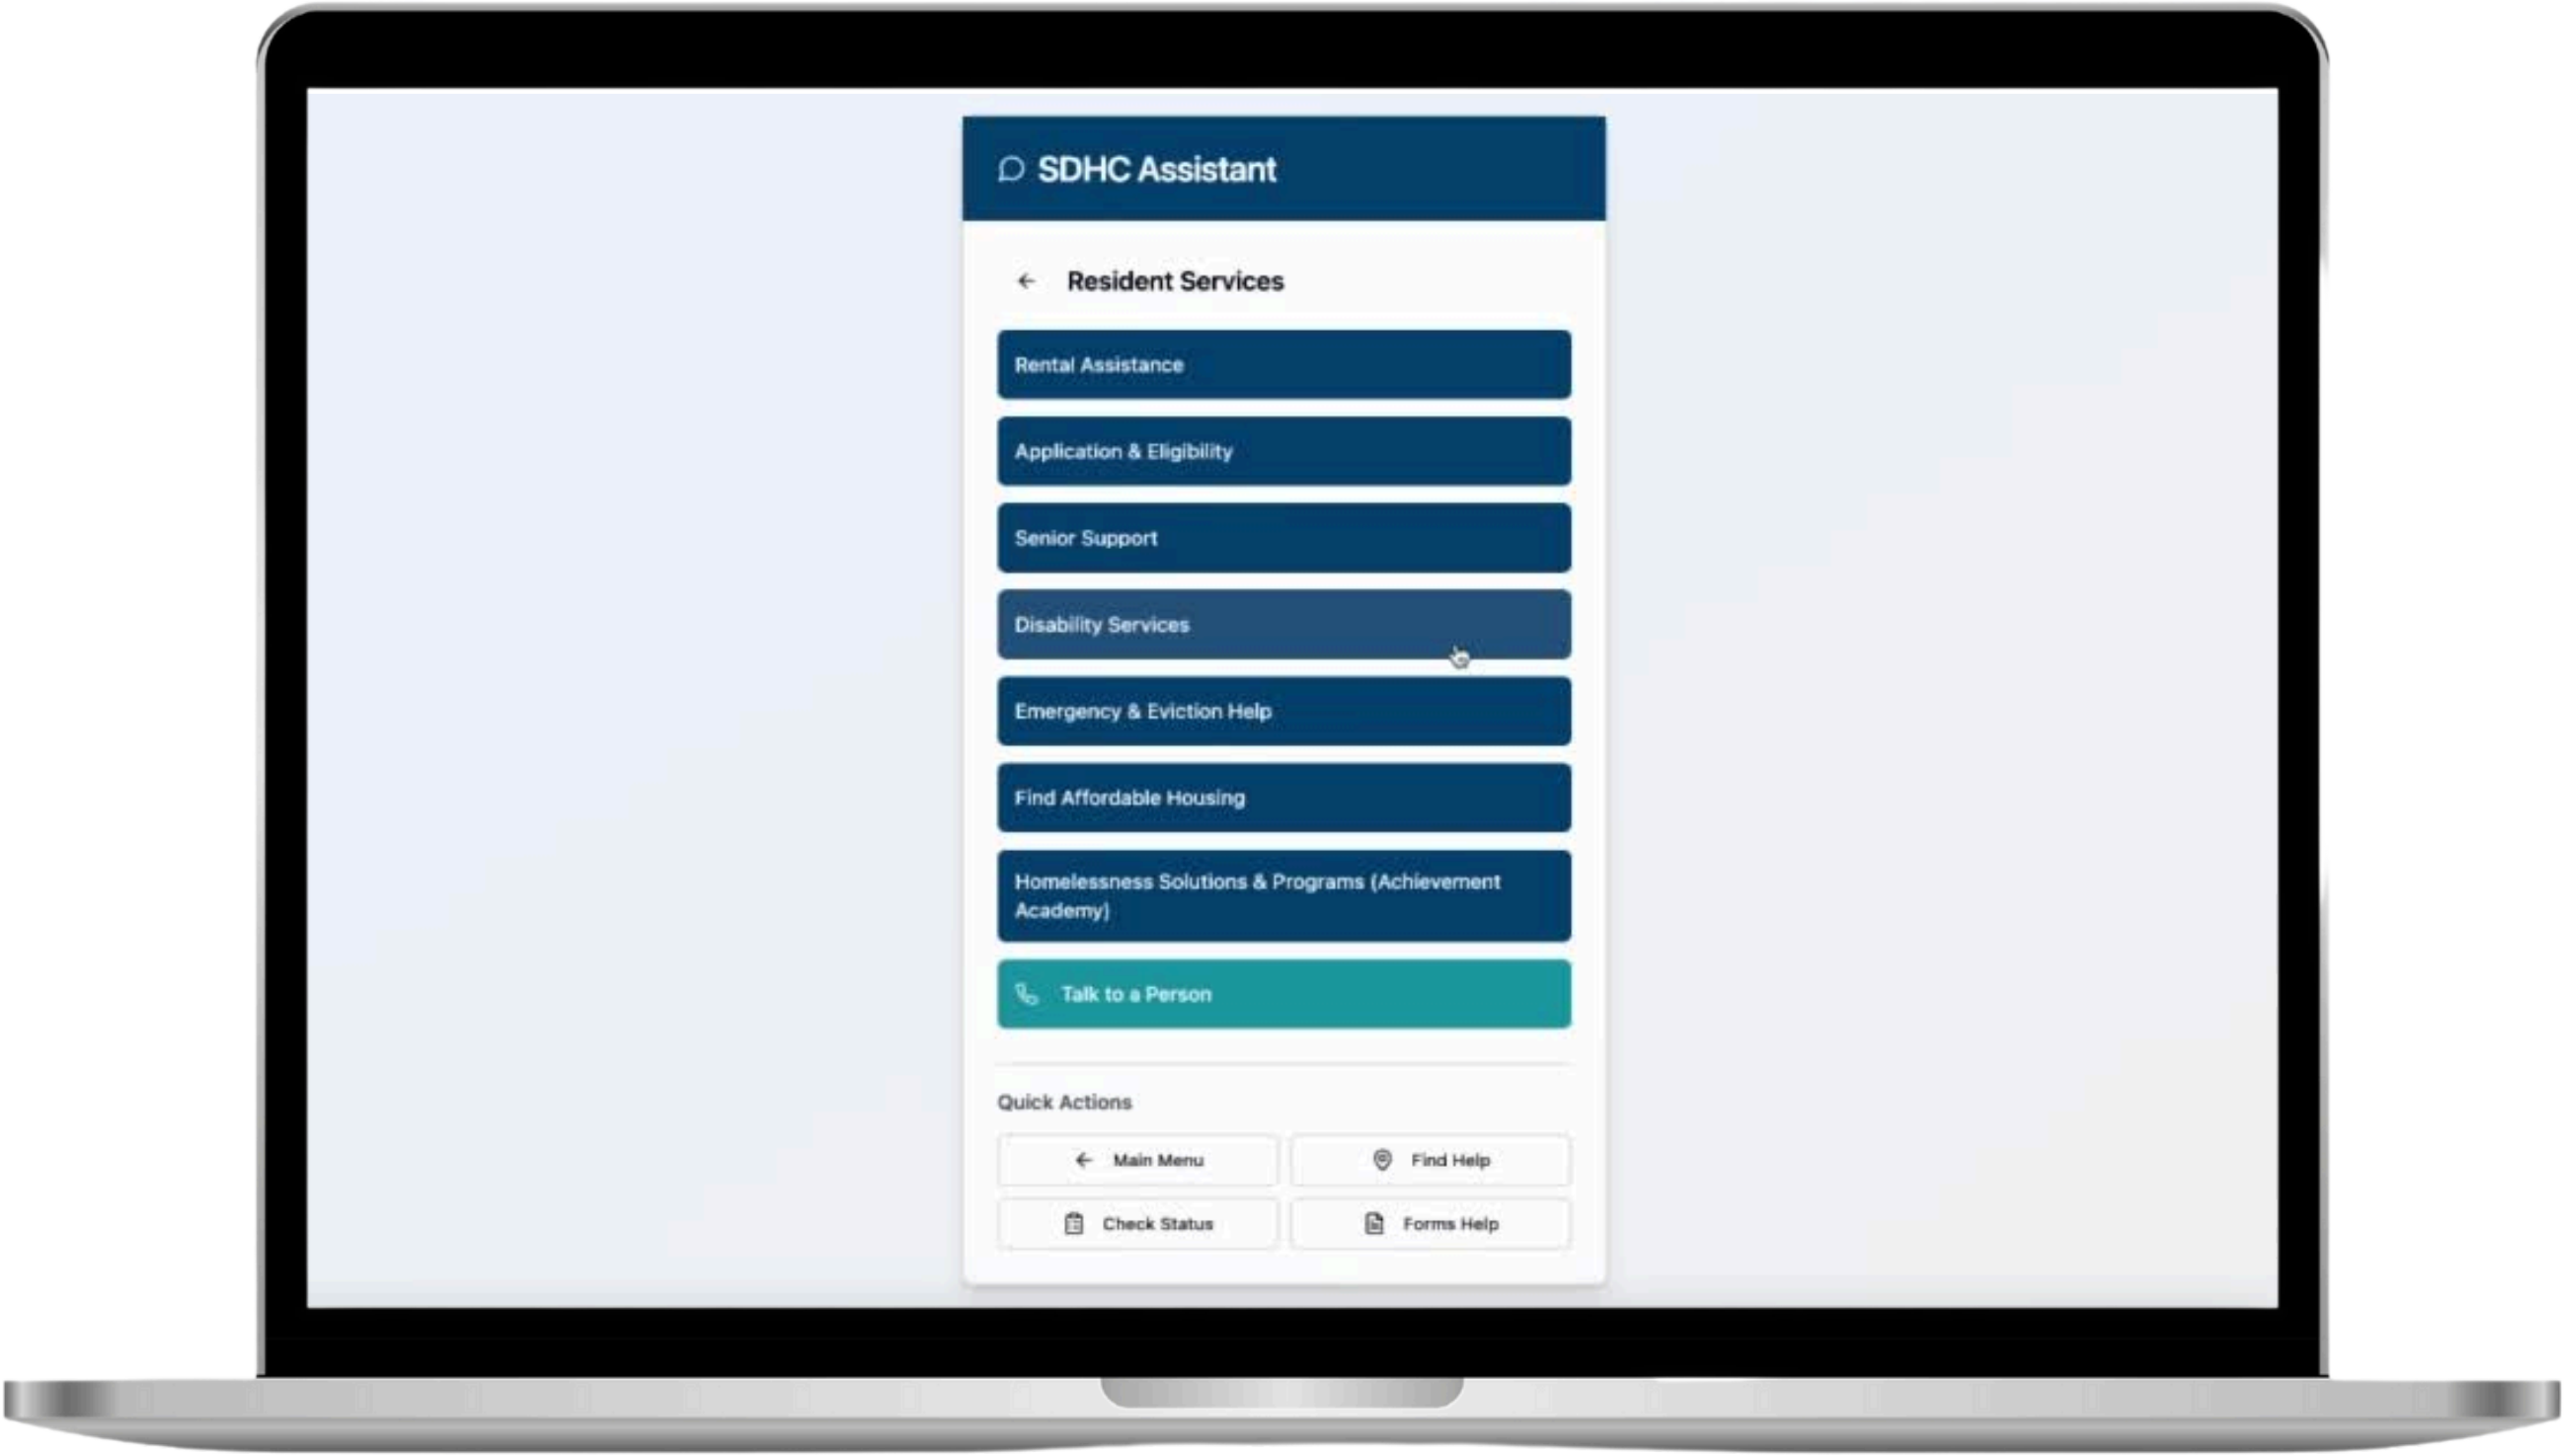 SDHC Assistant
Resident Services
Rental Assistance
Application & Eligibility
Senior Support
Disability Services
Emergency & Eviction Help
Find Affordable Housing
Homelessness Solutions & Programs (Achievement
Academy)
Talk to a Person
Quick Actions
Main Menu
Find Help
Check Status
Forms Help